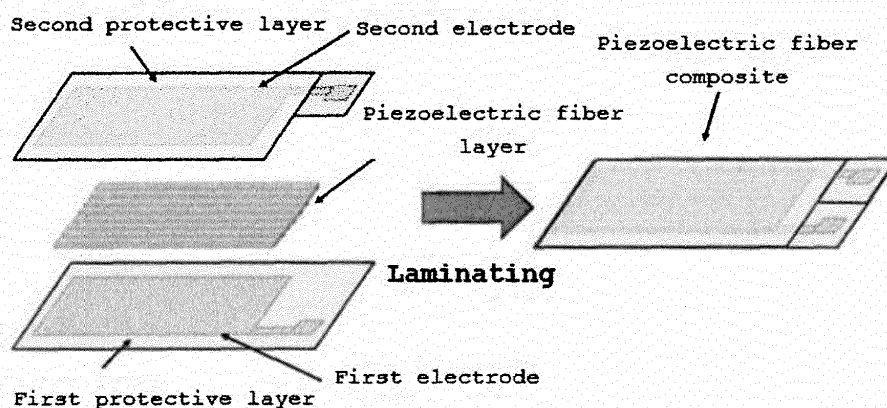 Second protective layer
Second electrode
Piezoelectric fiber
layer
Piezoelectric fiber
composite
Laminating
First electrode
First protective layer